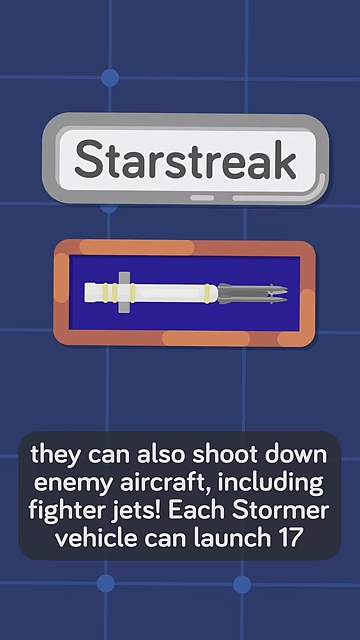 Starstreak
they can also shoot down
enemy aircraft, including
fighter jets! Each Stormer
vehicle can launch 17